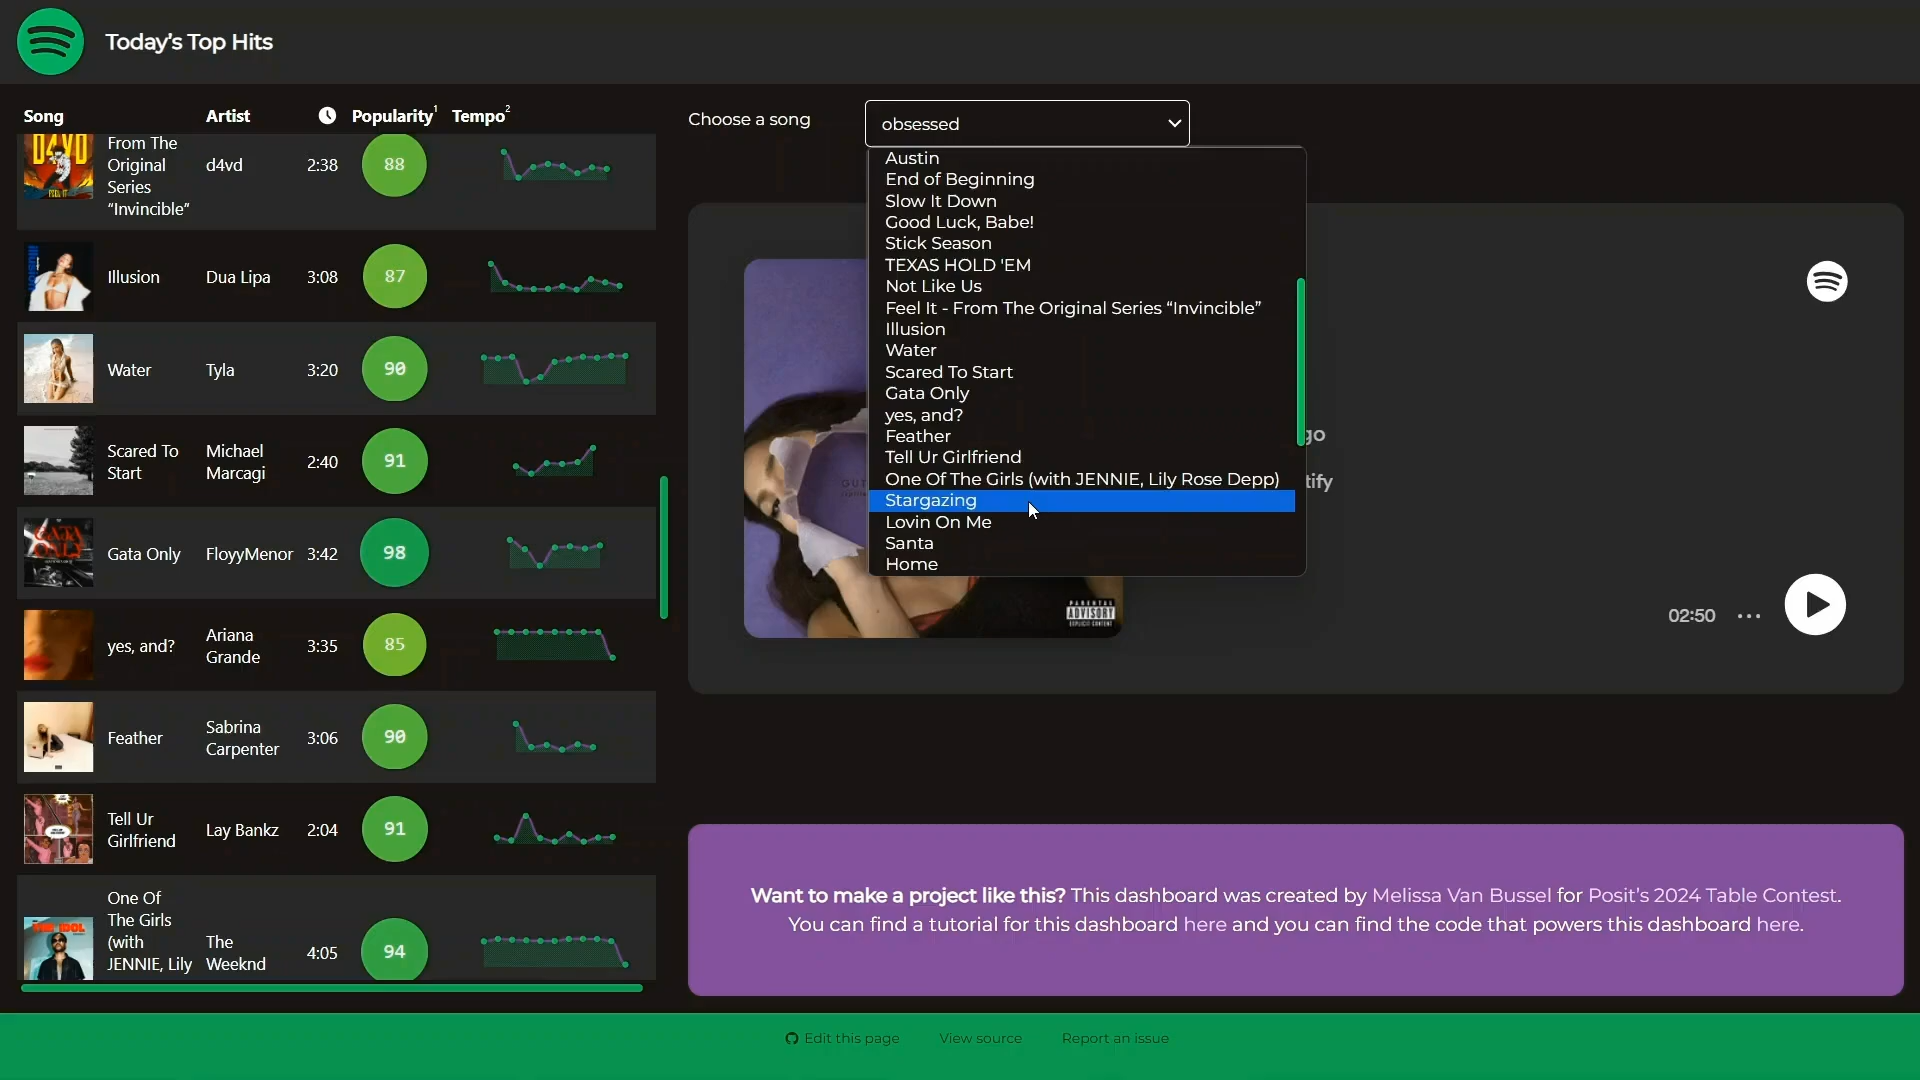 Today's Top Hits
Song Artist Popularity1 Tempo2
From The
Original
Series
“Invincible”
d4vd 2:38 88
Illusion Dua Lipa 3:08 87
Water Tyla 3:20 90
Scared To
Start
Michael
Marcagi
2:40 91
Gata Only FloyyMenor 3:42 98
yes, and?
Ariana
Grande
3:35 85
Feather
Sabrina
Carpenter
3:06 90
Tell Ur
Girlfriend
Lay Bankz 2:04 91
One Of
The Girls
(with
JENNIE, Lily
The
Weeknd
4:05 94
Choose a song
obsessed
Austin
End of Beginning
Slow It Down
Good Luck, Babe!
Stick Season
TEXAS HOLD 'EM
Not Like Us
Feel It - From The Original Series “Invincible”
Illusion
Water
Scared To Start
Gata Only
yes, and?
Feather
Tell Ur Girlfriend
One Of The Girls (with JENNIE, Lily Rose Depp)
Stargazing
Lovin On Me
Santa
Home
go
tify
PARENTAL
ADVISORY
EXPLICIT CONTENT
02:50
Want to make a project like this? This dashboard was created by Melissa Van Bussel for Posit's 2024 Table Contest.
You can find a tutorial for this dashboard here and you can find the code that powers this dashboard here.
Edit this page View source Report an issue